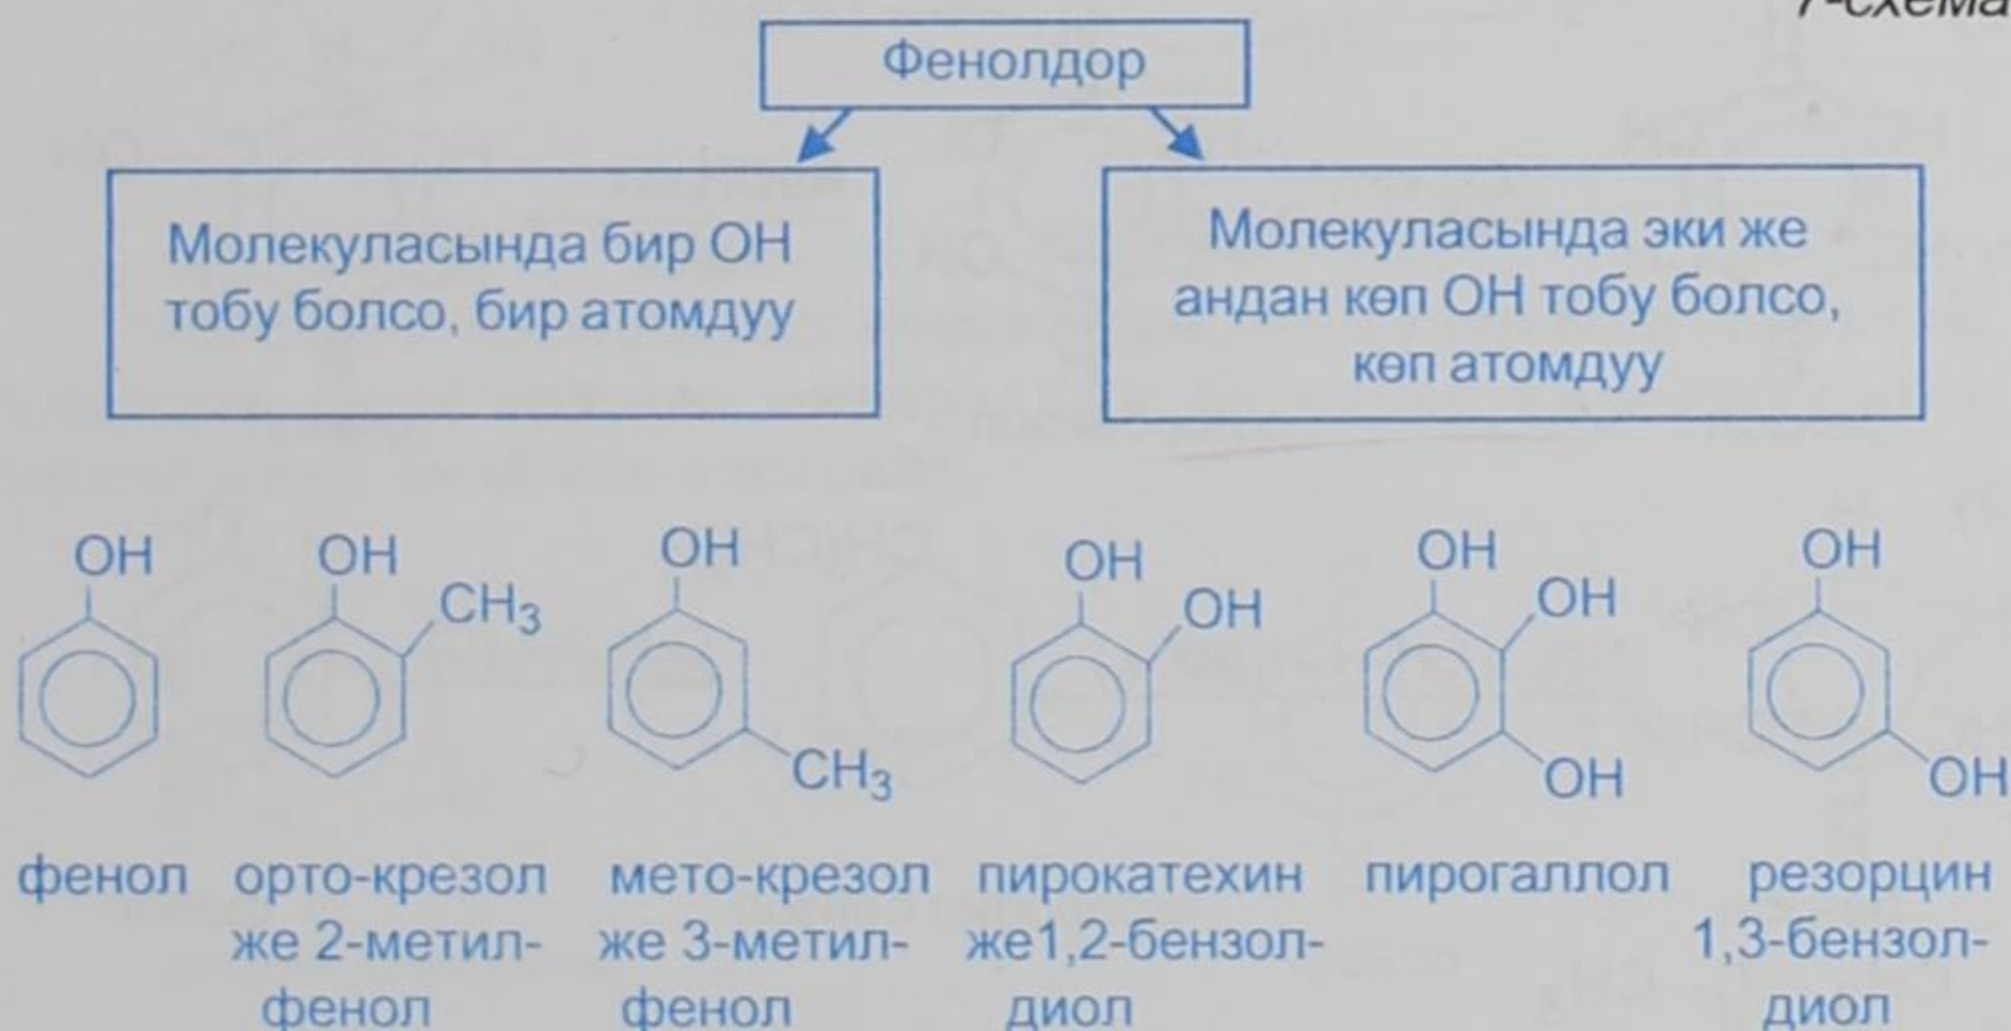 7-схема
Фенолдор
Молекуласында бир ОН
тобу болсо, бир атомдуу
Молекуласында эки же
андан көп ОН тобу болсо,
көп атомдуу
OH
OH
CH₃
OH
CH₃
OH
OH
OH
OH
OH
OH
OH
фенол
орто-крезол
же 2-метил-
фенол
мето-крезол
же 3-метил-
фенол
пирокатехин
же1,2-бензол-
диол
пирогаллол
резорцин
1,3-бензол-
диол